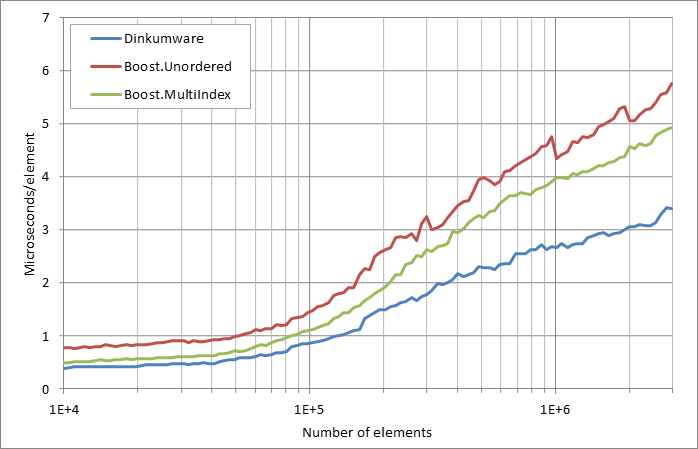 7
6
5
4
3
2
1
0
Microseconds/element
Dinkumware
Boost.Unordered
Boost.MultiIndex
1E+4 1E+5 1E+6
Number of elements